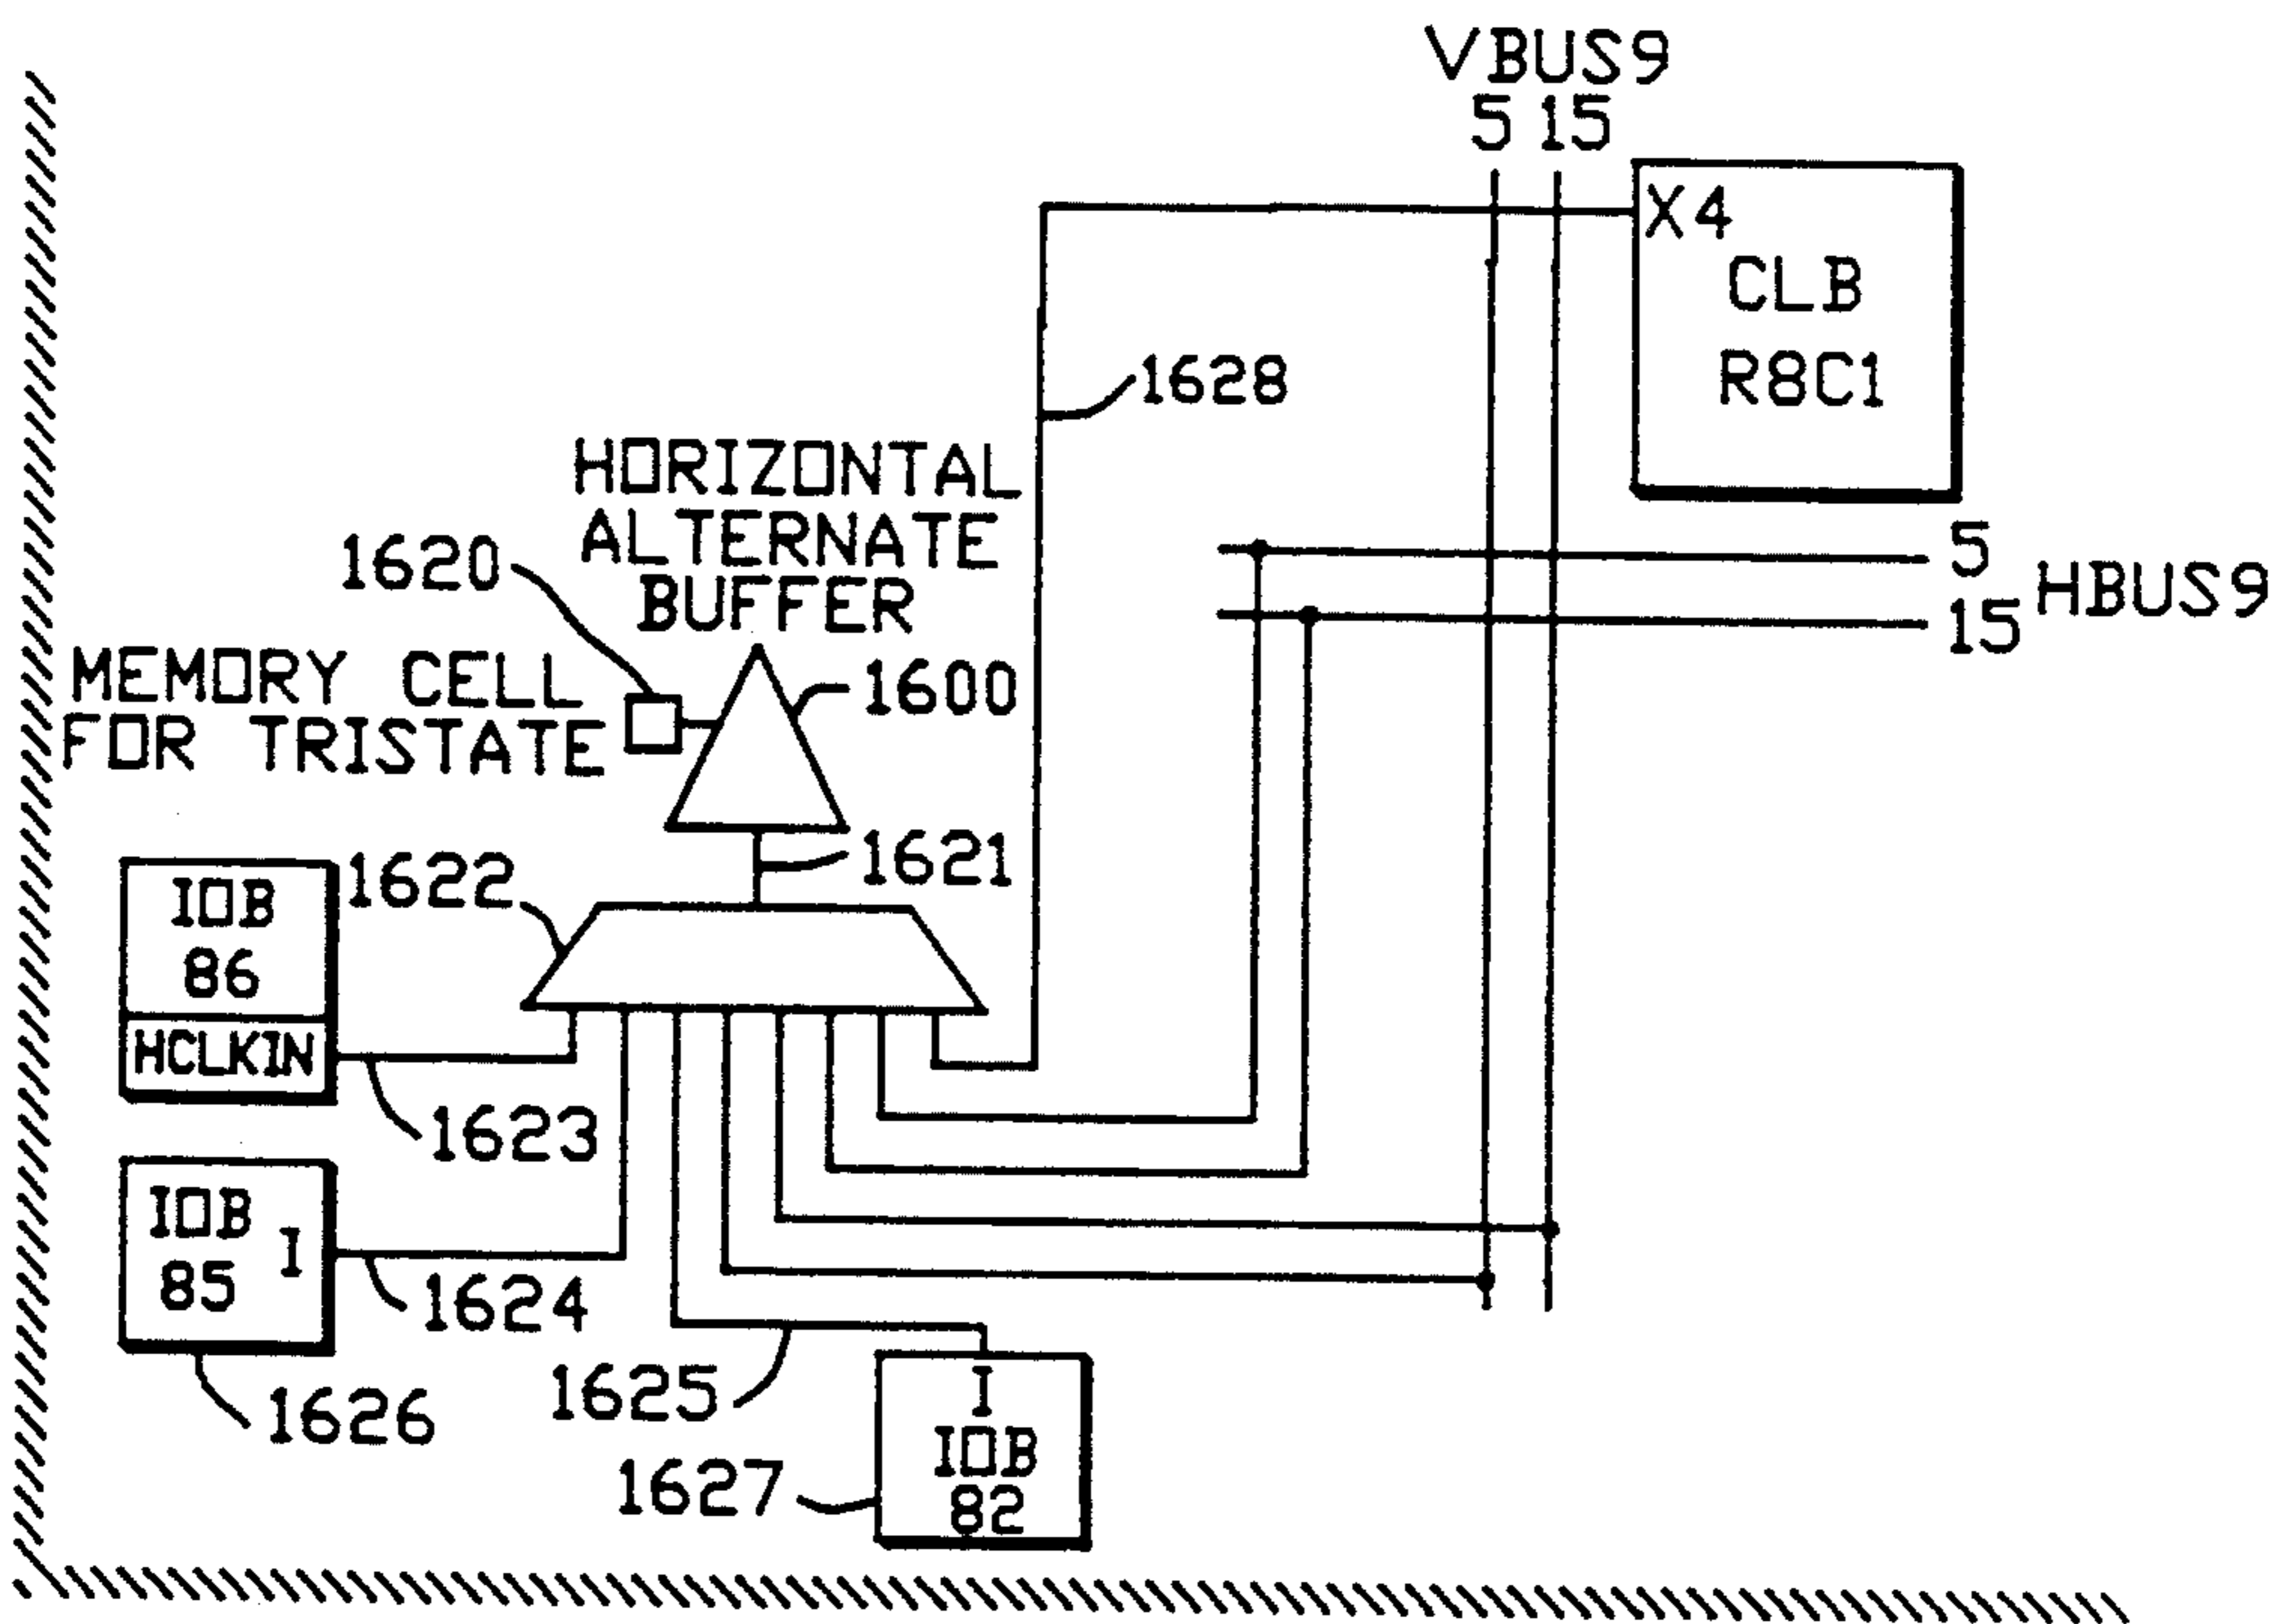 VBUS9
5 15
X4
CLB
R8C1
1628
HORIZONTAL
ALTERNATE
BUFFER
1620
5
HBUS9
15
MEMORY CELL
FOR TRISTATE
1600
1621
1622
IOB
86
HCLKIN
1623
IOB
I
85
1624
1626
1625
I
IOB
82
1627